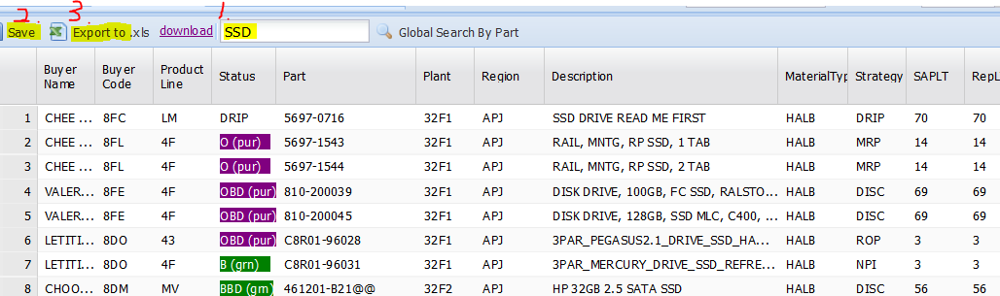 2. 3. 1.
Save Export to .xls download SSD Global Search By Part
Buyer Name Buyer Code Product Line Status Part Plant Region Description MaterialTyp Strategy SAPLT RepL
1 CHEE ... 8FC LM DRIP 5697-0716 32F1 APJ SSD DRIVE READ ME FIRST HALB DRIP 70 70
2 CHEE ... 8FL 4F O (pur) 5697-1543 32F1 APJ RAIL, MNTG, RP SSD, 1 TAB HALB MRP 14 14
3 CHEE ... 8FL 4F O (pur) 5697-1544 32F1 APJ RAIL, MNTG, RP SSD, 2 TAB HALB MRP 14 14
4 VALER... 8FE 4F OBD (pur) 810-200039 32F1 APJ DISK DRIVE, 100GB, FC SSD, RALSTO... HALB DISC 69 69
5 VALER... 8FE 4F OBD (pur) 810-200045 32F1 APJ DISK DRIVE, 128GB, SSD MLC, C400, ... HALB DISC 69 69
6 LETITI... 8DO 43 OBD (pur) C8R01-96028 32F1 APJ 3PAR_PEGASUS2.1_DRIVE_SSD_HA... HALB ROP 3 3
7 LETITI... 8DO 4F B (grn) C8R01-96031 32F1 APJ 3PAR_MERCURY_DRIVE_SSD_REFRE... HALB NPI 3 3
8 CHOO... 8DM MV BBD (grn) 461201-B21@@ 32F2 APJ HP 32GB 2.5 SATA SSD HALB DISC 56 56